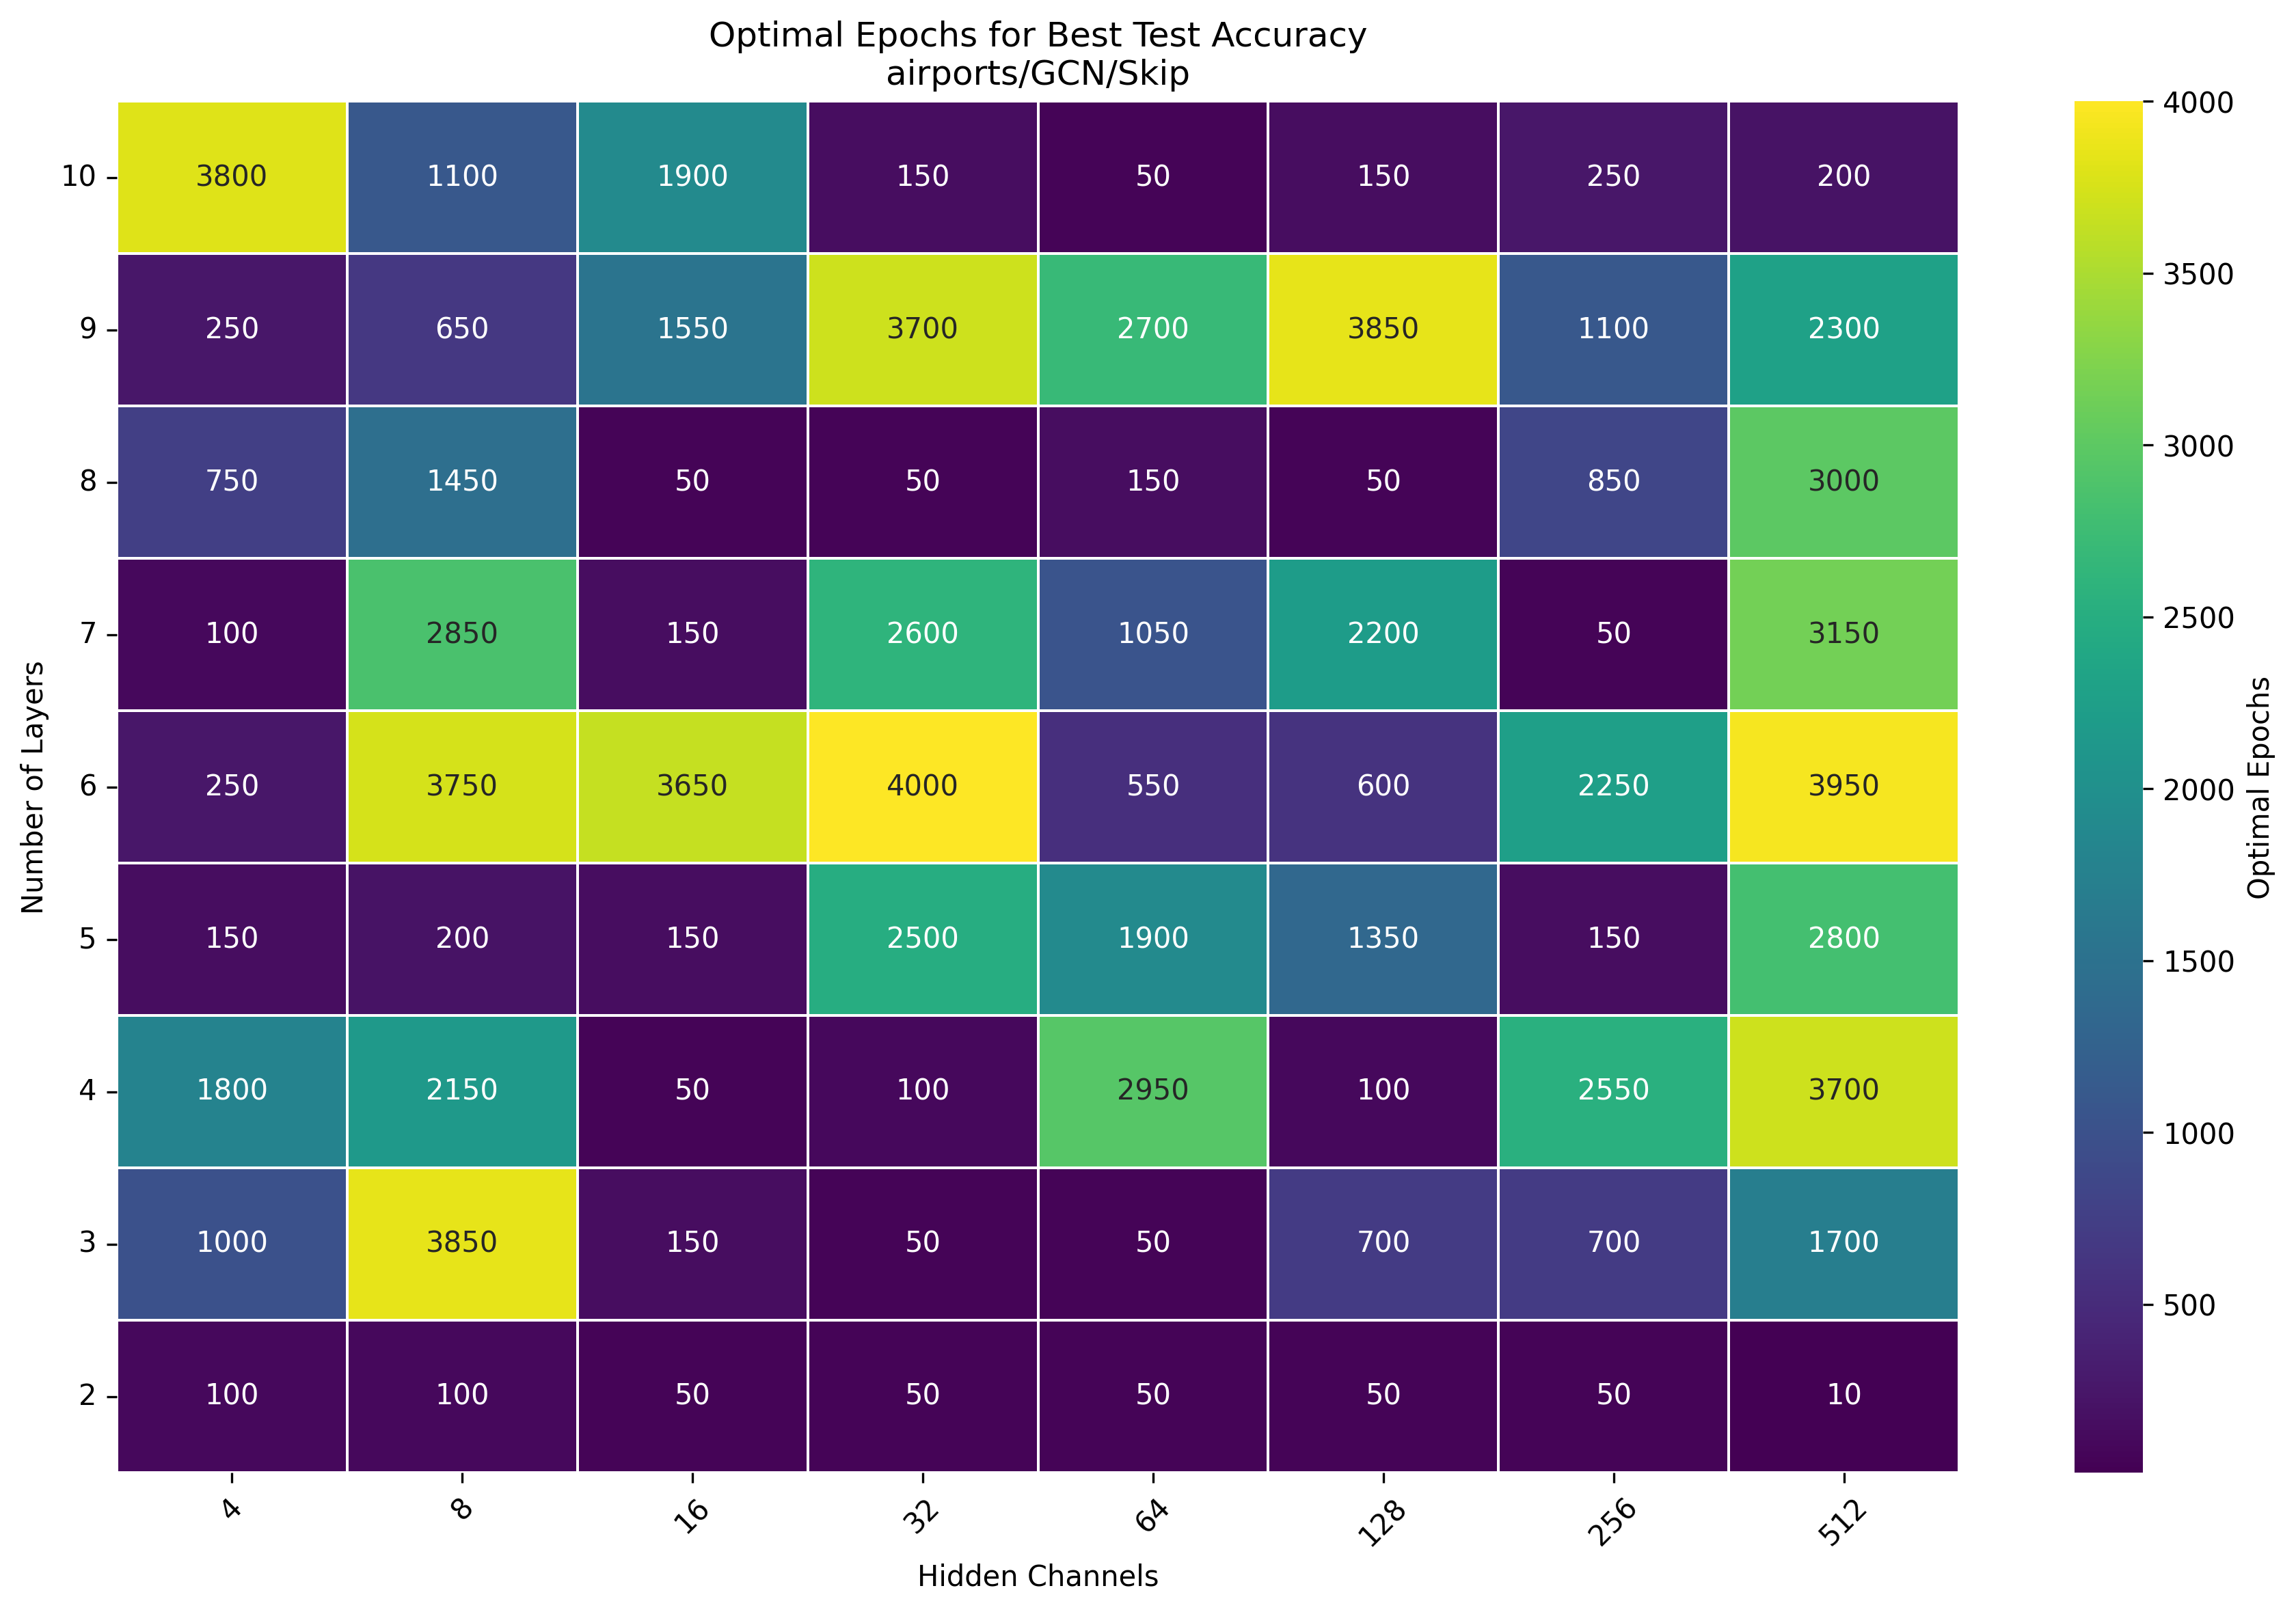 Optimal Epochs for Best Test Accuracy
airports/GCN/Skip
10 3800 1100 1900 150 50 150 250 200
9 250 650 1550 3700 2700 3850 1100 2300
8 750 1450 50 50 150 50 850 3000
7 100 2850 150 2600 1050 2200 50 3150
6 250 3750 3650 4000 550 600 2250 3950
5 150 200 150 2500 1900 1350 150 2800
4 1800 2150 50 100 2950 100 2550 3700
3 1000 3850 150 50 50 700 700 1700
2 100 100 50 50 50 50 50 10
4 8 16 32 64 128 256 512
Hidden Channels
Number of Layers
4000
3500
3000
2500
2000
1500
1000
500
Optimal Epochs